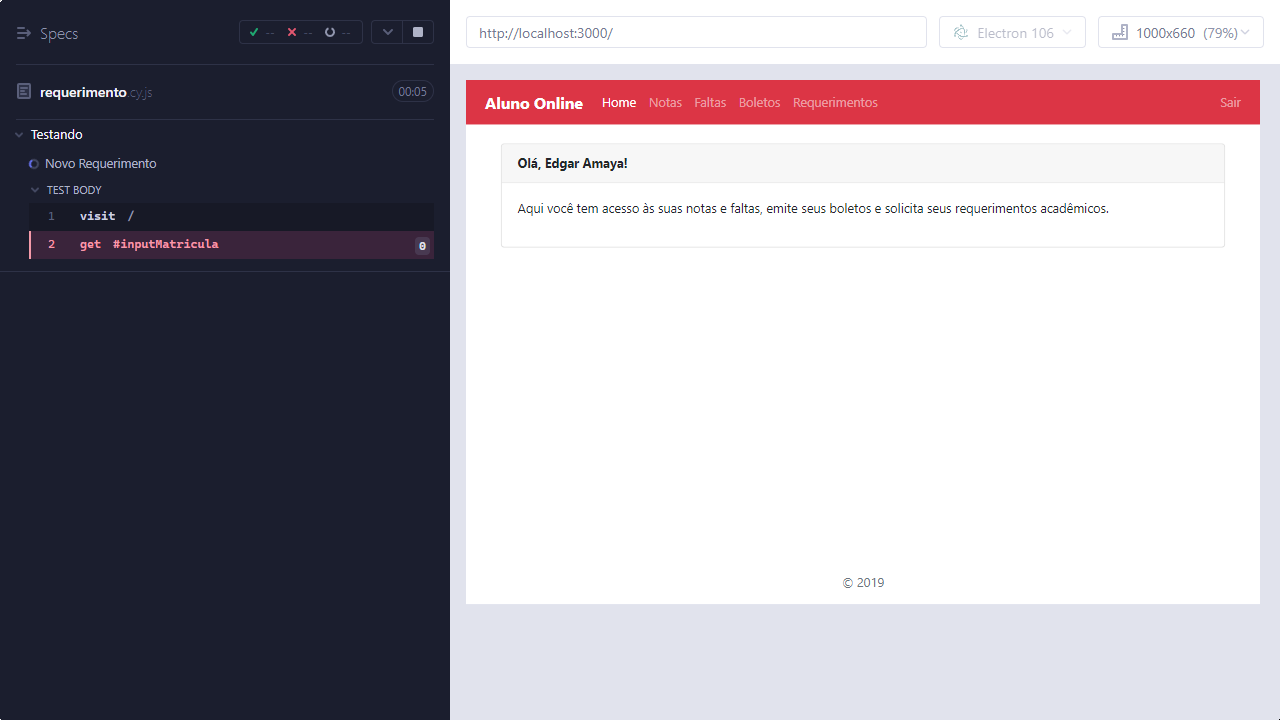 Specs
-- -- --
requerimento.cy.js 00:05
Testando
Novo Requerimento
TEST BODY
1 visit /
2 get #inputMatricula 0
http://localhost:3000/ Electron 106 1000x660 (79%)
Aluno Online Home Notas Faltas Boletos Requerimentos Sair
Olá, Edgar Amaya!
Aqui você tem acesso às suas notas e faltas, emite seus boletos e solicita seus requerimentos acadêmicos.
© 2019